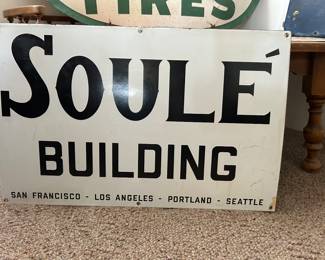 TIRES
SOULÉ
BUILDING
SAN FRANCISCO - LOS ANGELES - PORTLAND - SEATTLE